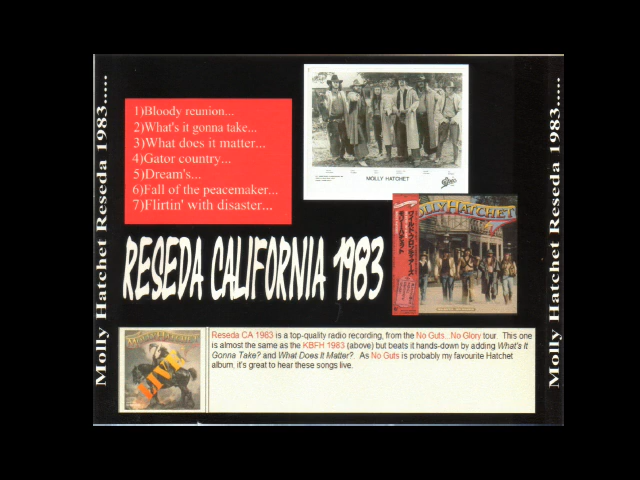 Molly Hatchet Reseda 1983.....
1)Bloody reunion...
2)What's it gonna take...
3)What does it matter...
4)Gator country...
5)Dream's...
6)Fall of the peacemaker...
7)Flirtin' with disaster...
MOLLY HATCHET
Epic
MOLLY HATCHET
RESEDA CALIFORNIA 1983
MOLLY HATCHET
LIVE
Reseda CA 1983 is a top-quality radio recording, from the No Guts...No Glory tour. This one
is almost the same as the KBFH 1983 (above) but beats it hands-down by adding What's It
Gonna Take? and What Does It Matter?. As No Guts is probably my favourite Hatchet
album, it's great to hear these songs live.
Molly Hatchet Reseda 1983.....